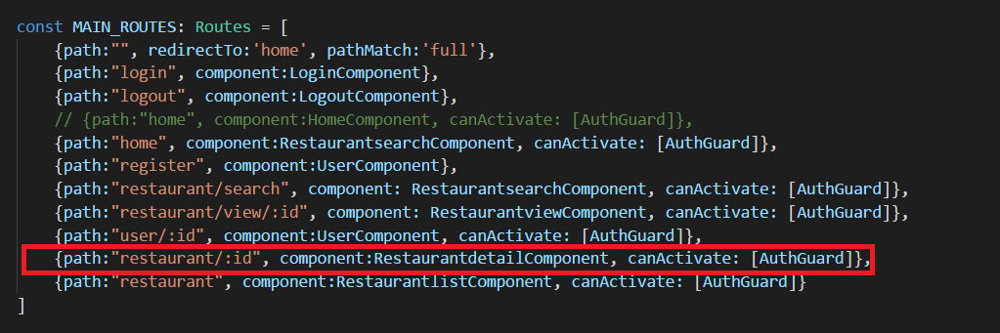 const MAIN_ROUTES: Routes = [
{path:"", redirectTo:'home', pathMatch:'full'},
{path:"login", component:LoginComponent},
{path:"logout", component:LogoutComponent},
// {path:"home", component:HomeComponent, canActivate: [AuthGuard]},
{path:"home", component:RestaurantsearchComponent, canActivate: [AuthGuard]},
{path:"register", component:UserComponent},
{path:"restaurant/search", component: RestaurantsearchComponent, canActivate: [AuthGuard]},
{path:"restaurant/view/:id", component: RestaurantviewComponent, canActivate: [AuthGuard]},
{path:"user/:id", component:UserComponent, canActivate: [AuthGuard]},
{path:"restaurant/:id", component:RestaurantdetailComponent, canActivate: [AuthGuard]},
{path:"restaurant", component:RestaurantlistComponent, canActivate: [AuthGuard]}
]